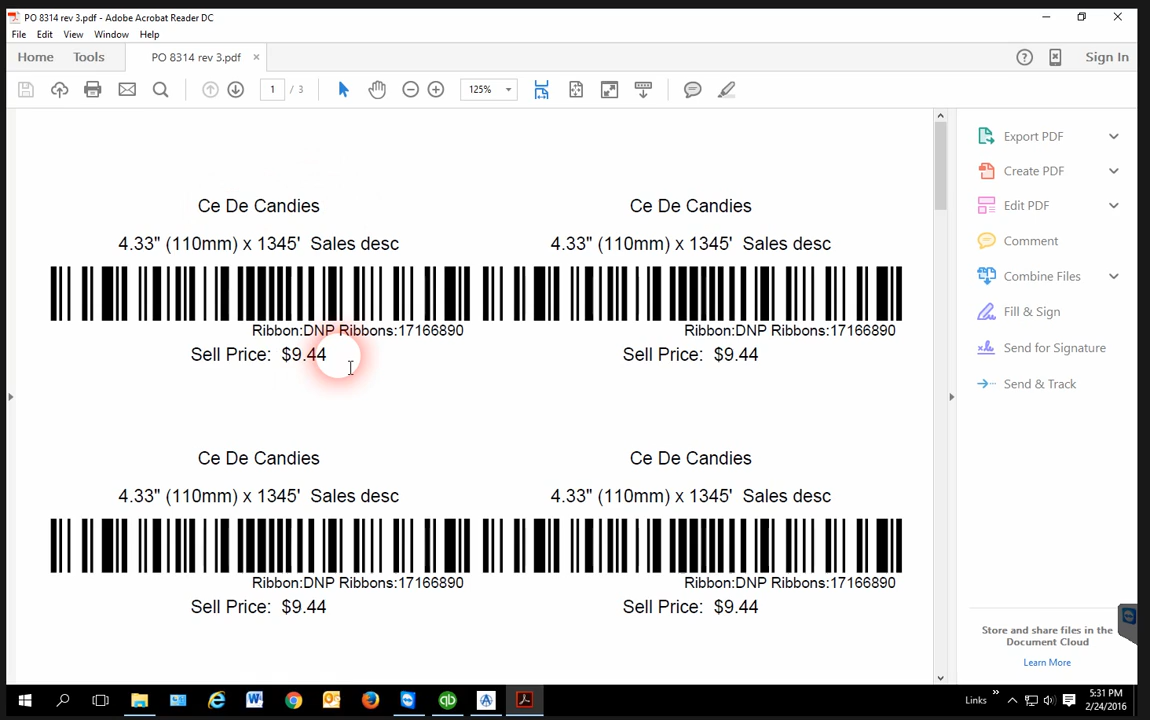 PO 8314 rev 3.pdf - Adobe Acrobat Reader DC
File Edit View Window Help
Home Tools PO 8314 rev 3.pdf × Sign In
1 / 3 125%
Ce De Candies Ce De Candies
4.33" (110mm) x 1345' Sales desc 4.33" (110mm) x 1345' Sales desc
Ribbon:DNP Ribbons:17166890 Ribbon:DNP Ribbons:17166890
Sell Price: $9.44 Sell Price: $9.44
Ce De Candies Ce De Candies
4.33" (110mm) x 1345' Sales desc 4.33" (110mm) x 1345' Sales desc
Ribbon:DNP Ribbons:17166890 Ribbon:DNP Ribbons:17166890
Sell Price: $9.44 Sell Price: $9.44
Export PDF
Create PDF
Edit PDF
Comment
Combine Files
Fill & Sign
Send for Signature
Send & Track
Store and share files in the
Document Cloud
Learn More
Links 5:31 PM
2/24/2016